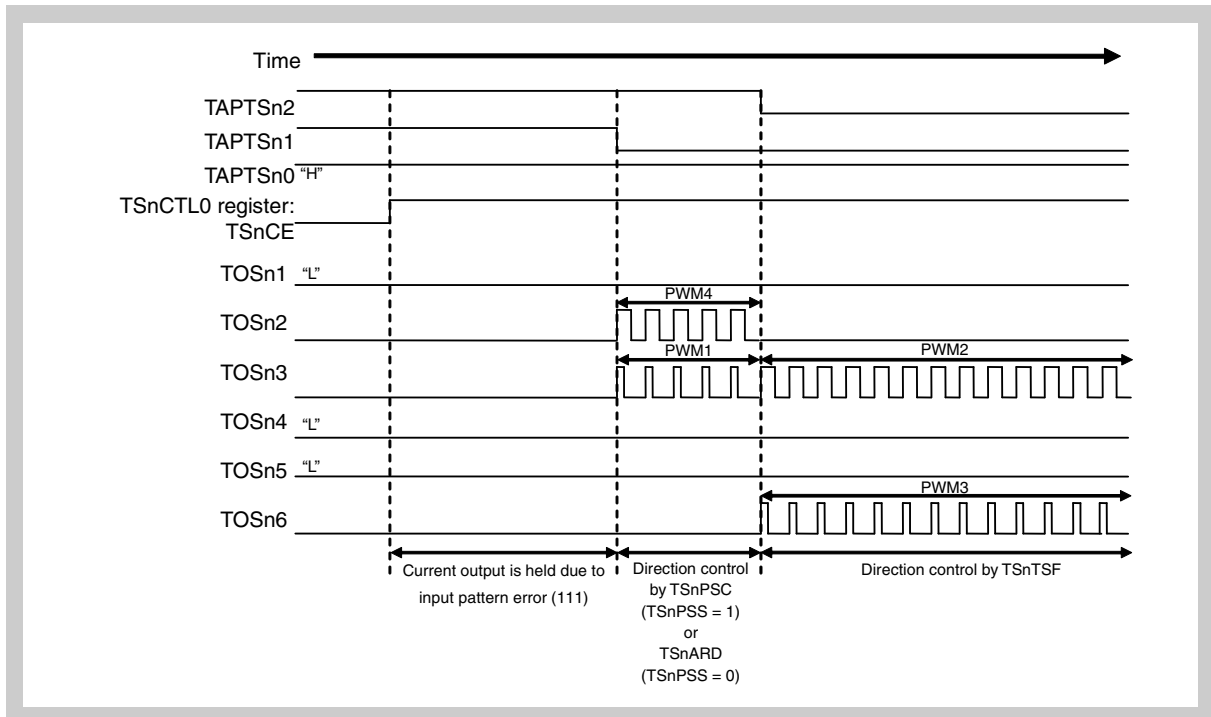 Time
TAPTSn2
TAPTSn1
TAPTSn0 “H”
TSnCTL0 register:
TSnCE
TOSn1 “L”
PWM4
TOSn2
PWM1
PWM2
TOSn3
TOSn4 “L”
TOSn5 “L”
PWM3
TOSn6
Current output is held due to
input pattern error (111)
Direction control
by TSnPSC
(TSnPSS = 1)
or
TSnARD
(TSnPSS = 0)
Direction control by TSnTSF